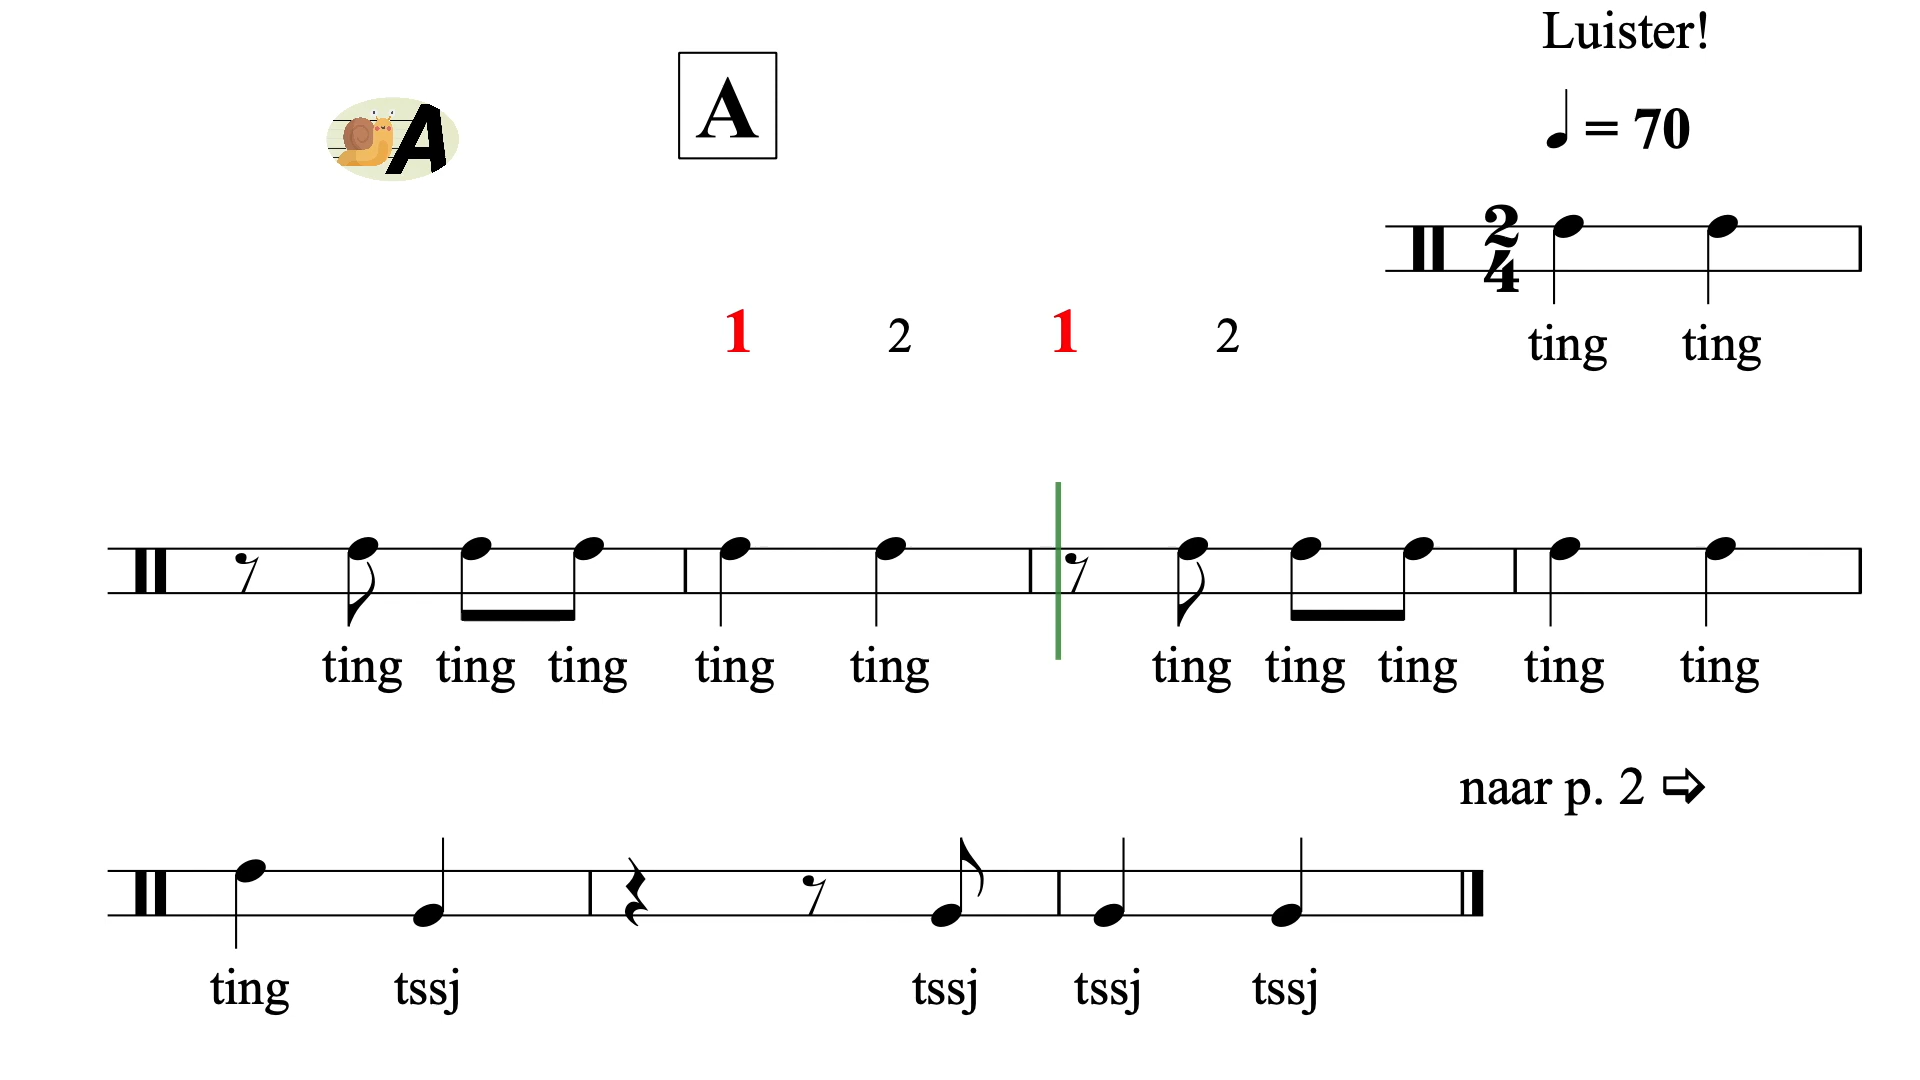 Luister!
A
A
= 70
2
4
1 2 1 2
ting ting
ting ting ting ting ting ting ting ting ting ting
naar p. 2 ➩
ting tssj tssj tssj tssj